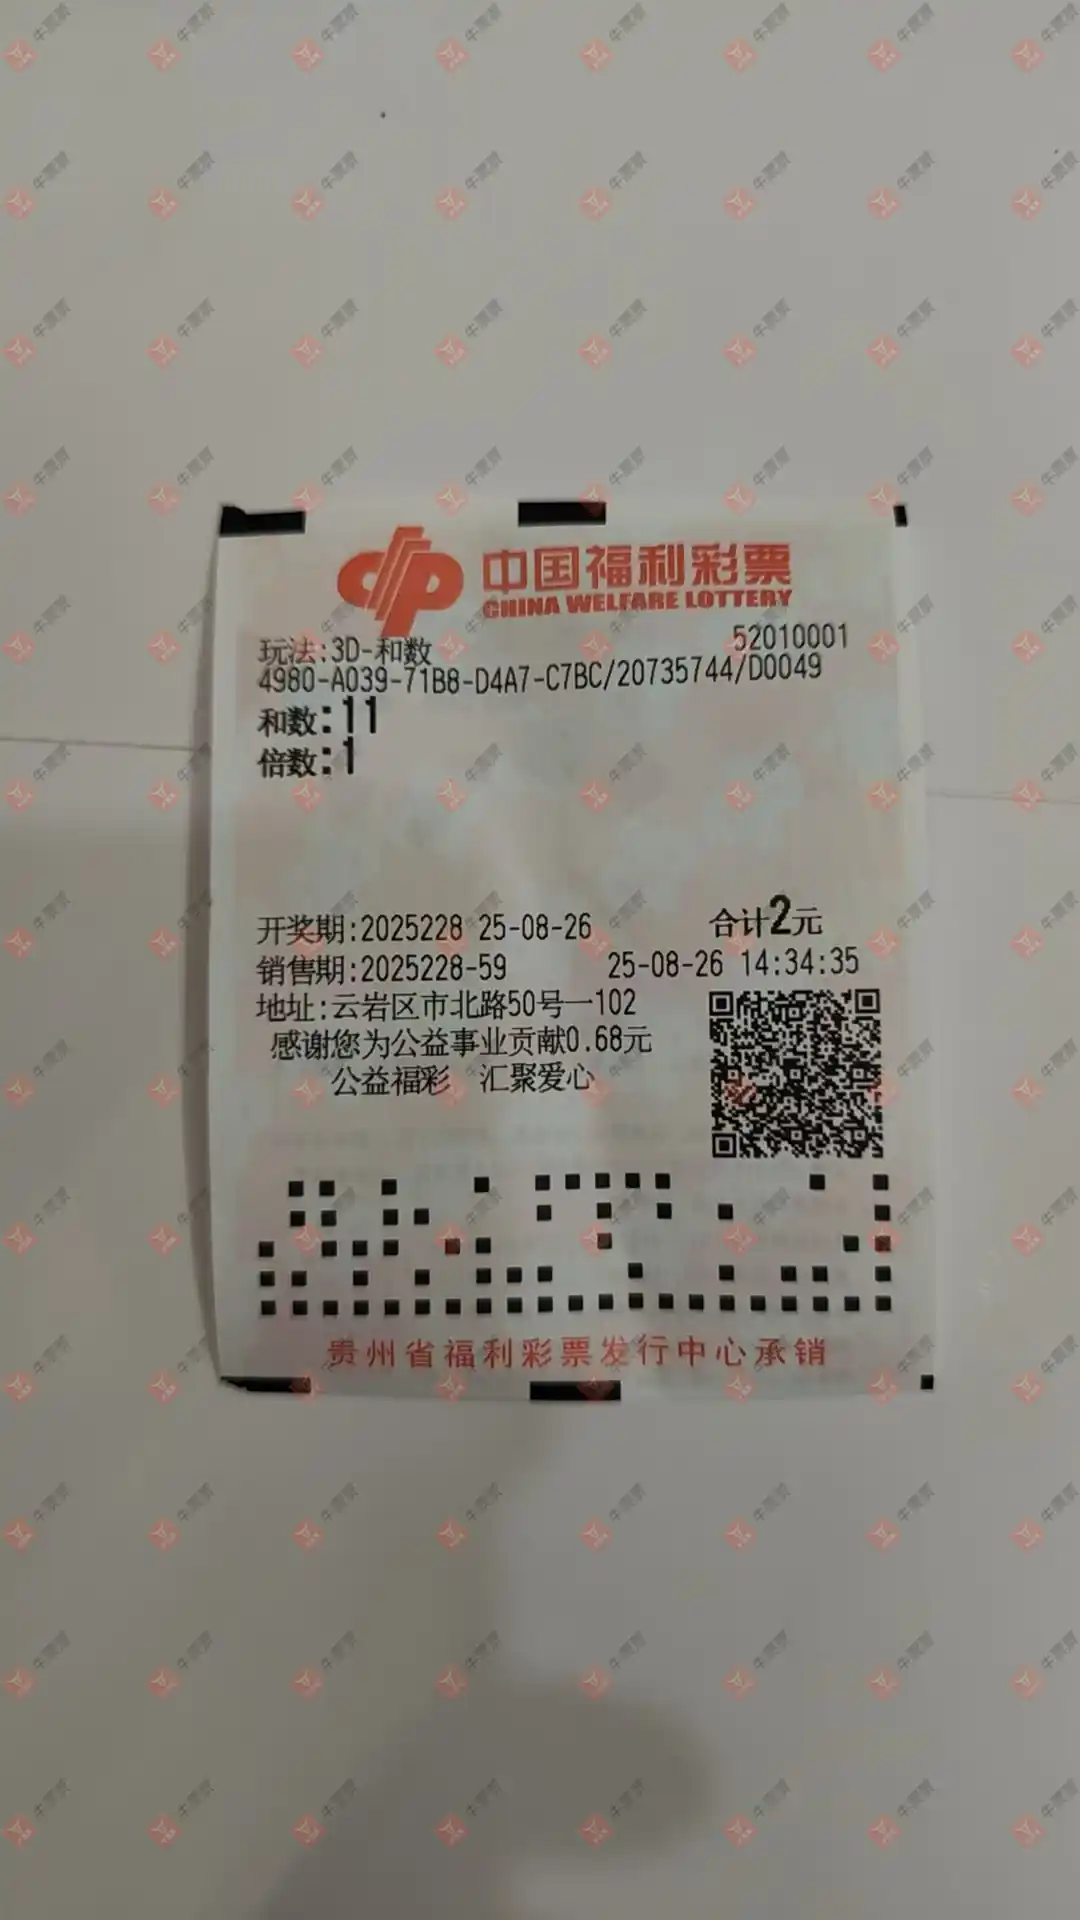 中国福利彩票
CHINA WELFARE LOTTERY
玩法:3D-和数 52010001
4980-A039-71B8-D4A7-C7BC/20735744/D0049
和数:11
倍数:1
开奖期:2025228 25-08-26 合计2元
销售期:2025228-59 25-08-26 14:34:35
地址:云岩区市北路50号一102
感谢您为公益事业贡献0.68元
公益福彩 汇聚爱心
贵州省福利彩票发行中心承销